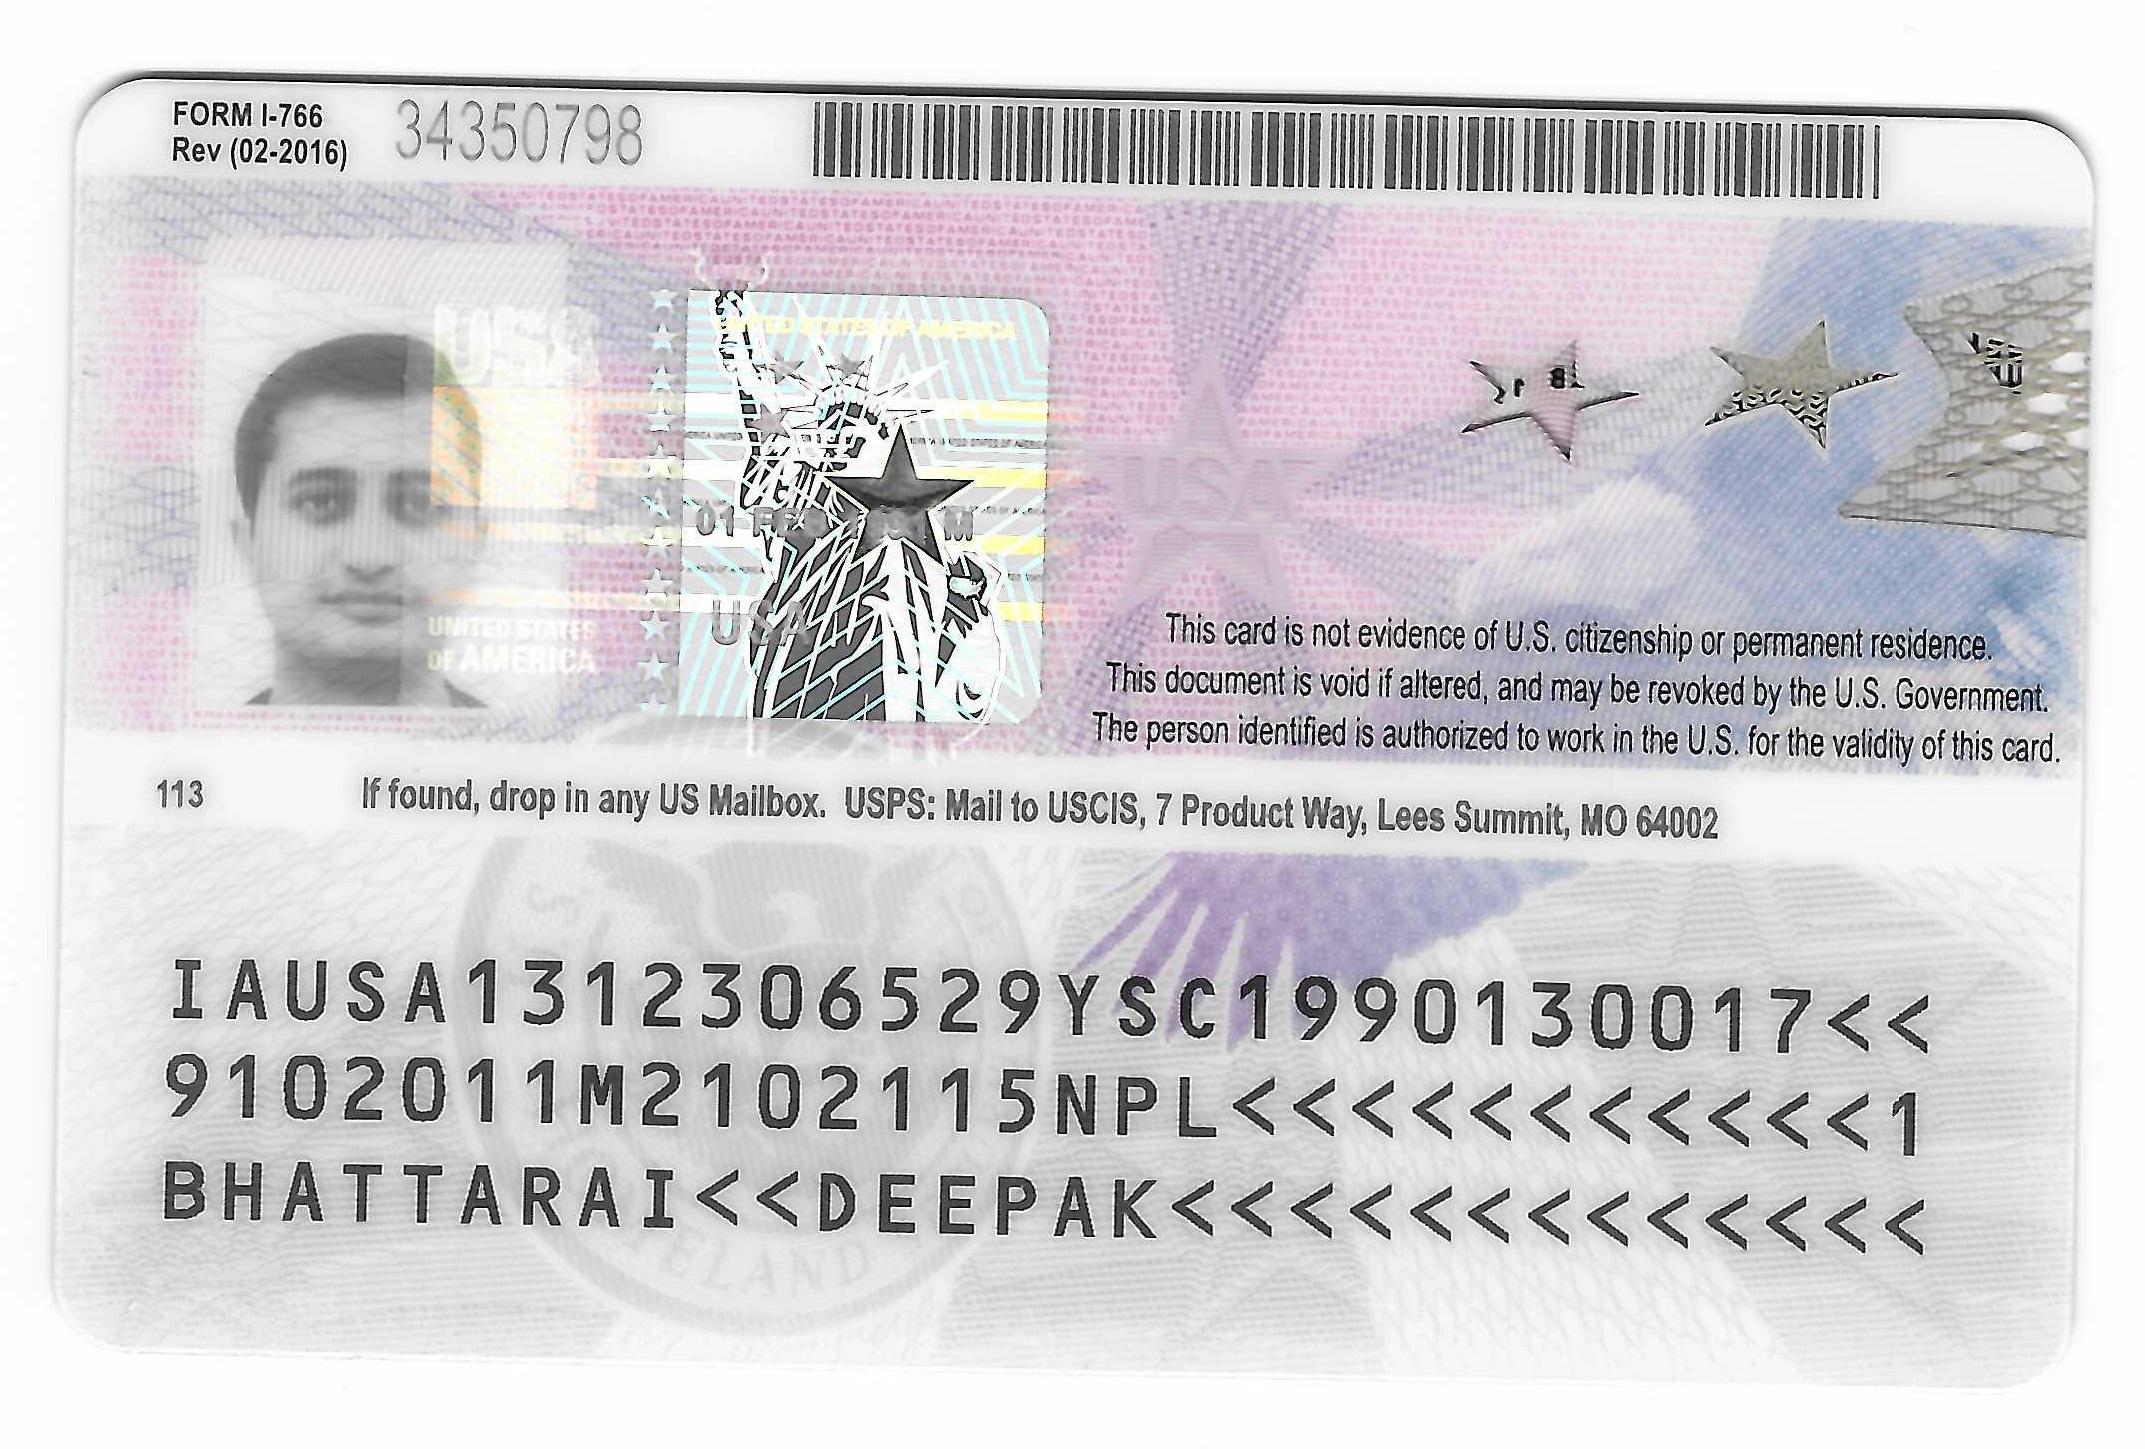 FORM I-766
Rev (02-2016)
34350798
USA
UNITED STATES OF AMERICA
01 FEB M
USA
UNITED STATES
OF AMERICA
USA
This card is not evidence of U.S. citizenship or permanent residence.
This document is void if altered, and may be revoked by the U.S. Government.
The person identified is authorized to work in the U.S. for the validity of this card.
113
If found, drop in any US Mailbox. USPS: Mail to USCIS, 7 Product Way, Lees Summit, MO 64002
IAUSA1312306529YSC1990130017<<
9102011M2102115NPL<<<<<<<<<<<1
BHATTARAI<<DEEPAK<<<<<<<<<<<<<